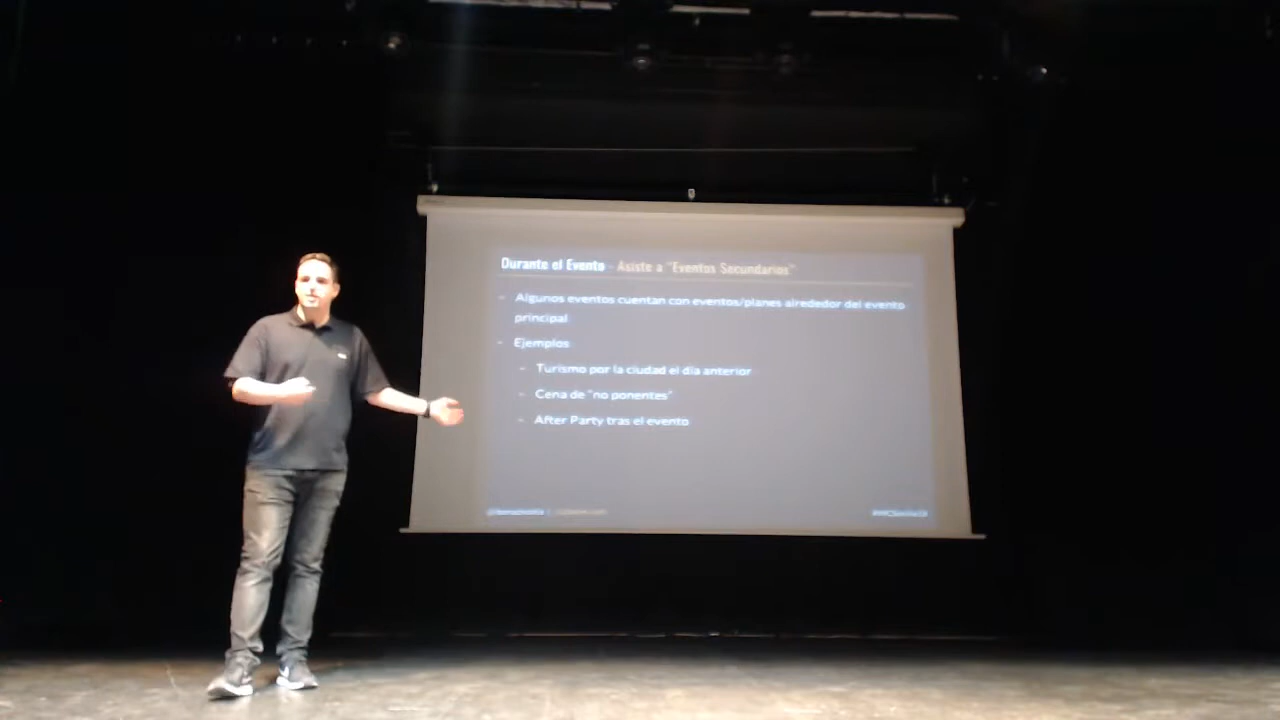 Durante el Evento - Asiste a "Eventos Secundarios"
- Algunos eventos cuentan con eventos/planes alrededor del evento
principal
- Ejemplos
- Turismo por la ciudad el día anterior
- Cena de "no ponentes"
- After Party tras el evento